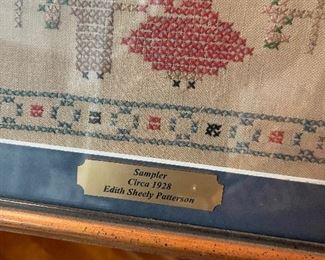 Sampler
Circa 1928
Edith Sheely Patterson